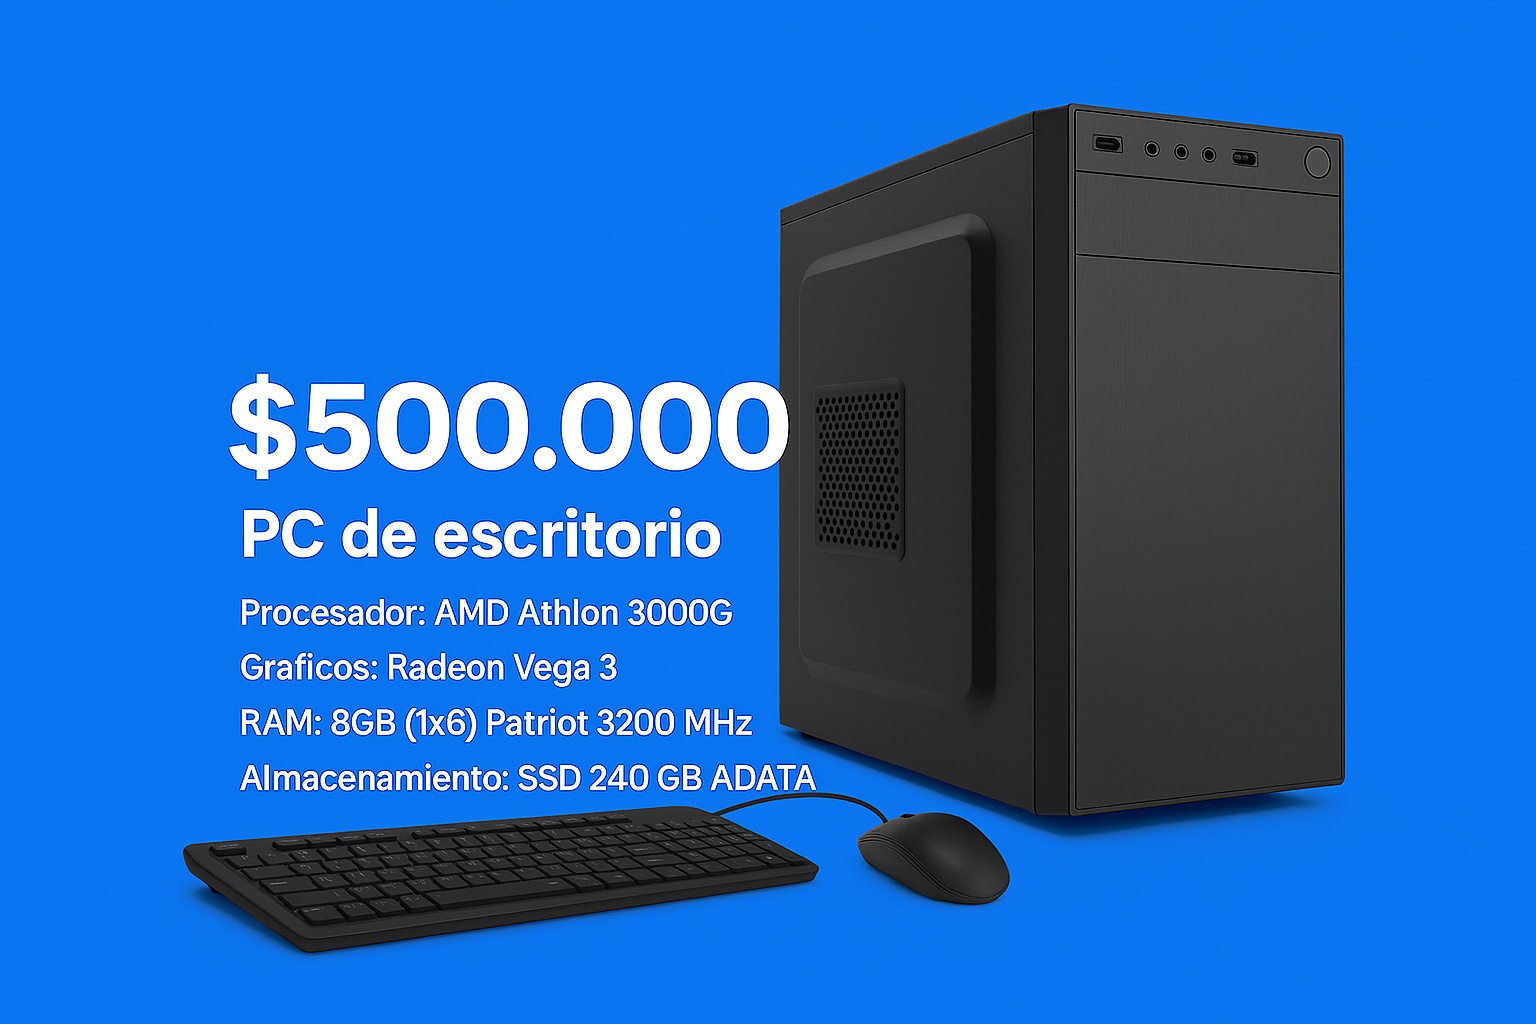 $500.000
PC de escritorio
Procesador: AMD Athlon 3000G
Graficos: Radeon Vega 3
RAM: 8GB (1x6) Patriot 3200 MHz
Almacenamiento: SSD 240 GB ADATA